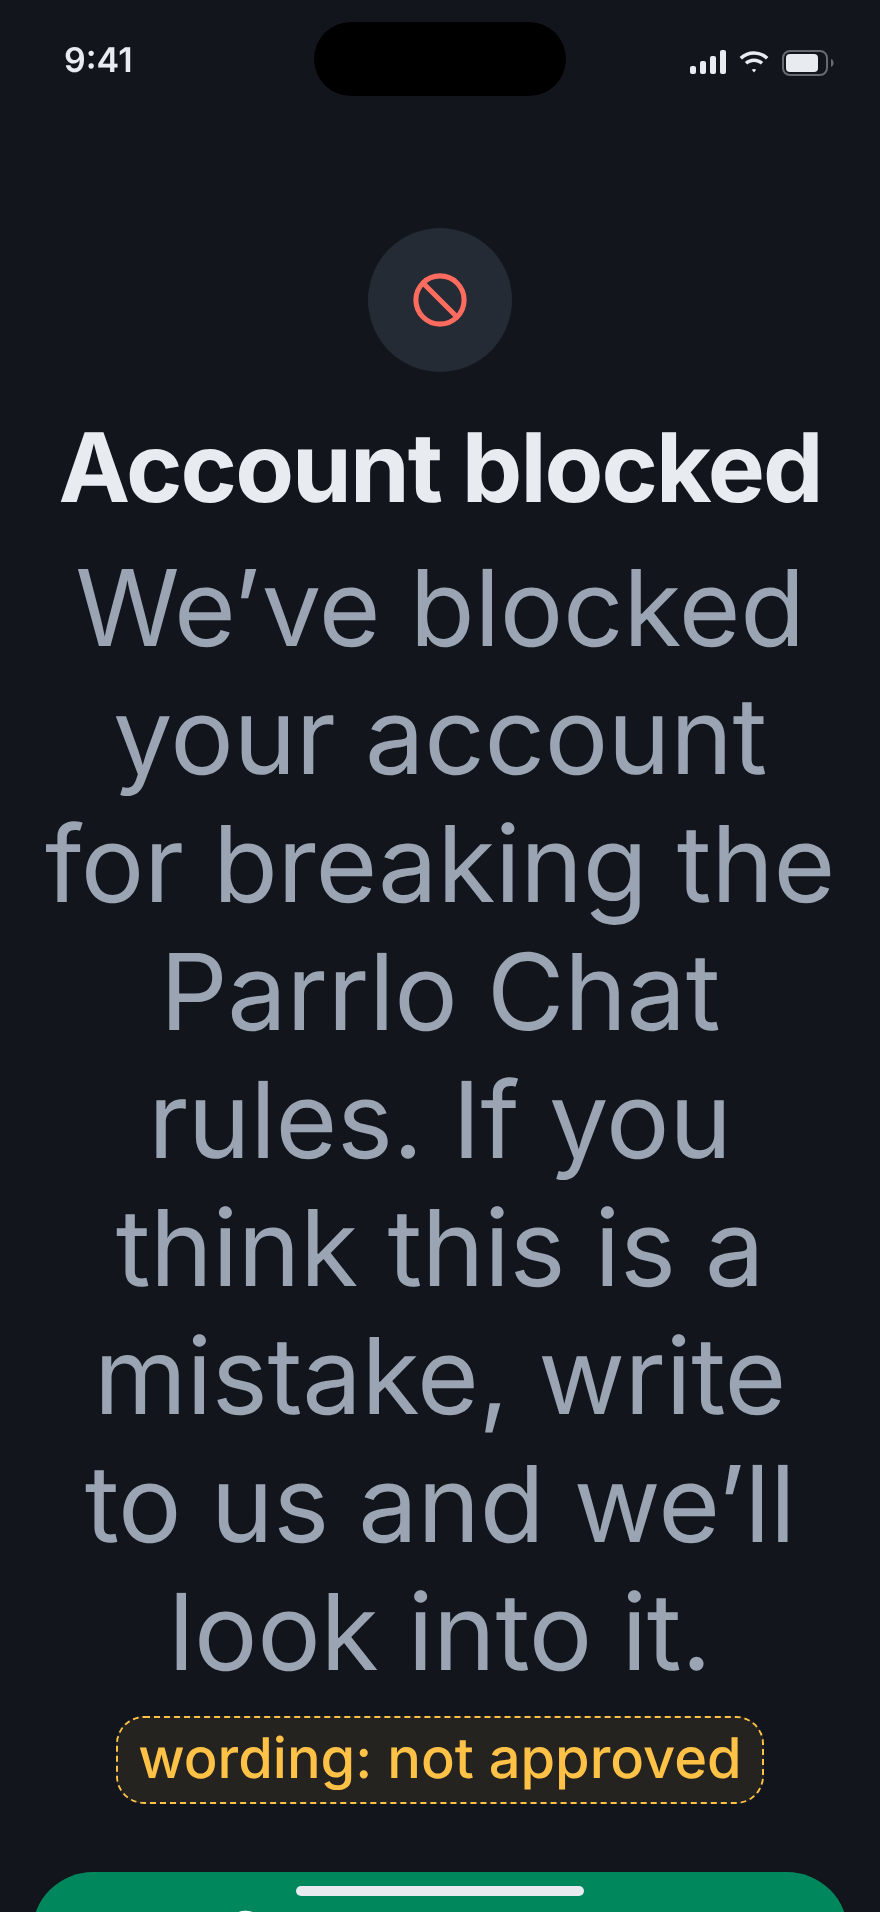 9:41
Account blocked
We’ve blocked
your account
for breaking the
Parrlo Chat
rules. If you
think this is a
mistake, write
to us and we’ll
look into it.
wording: not approved